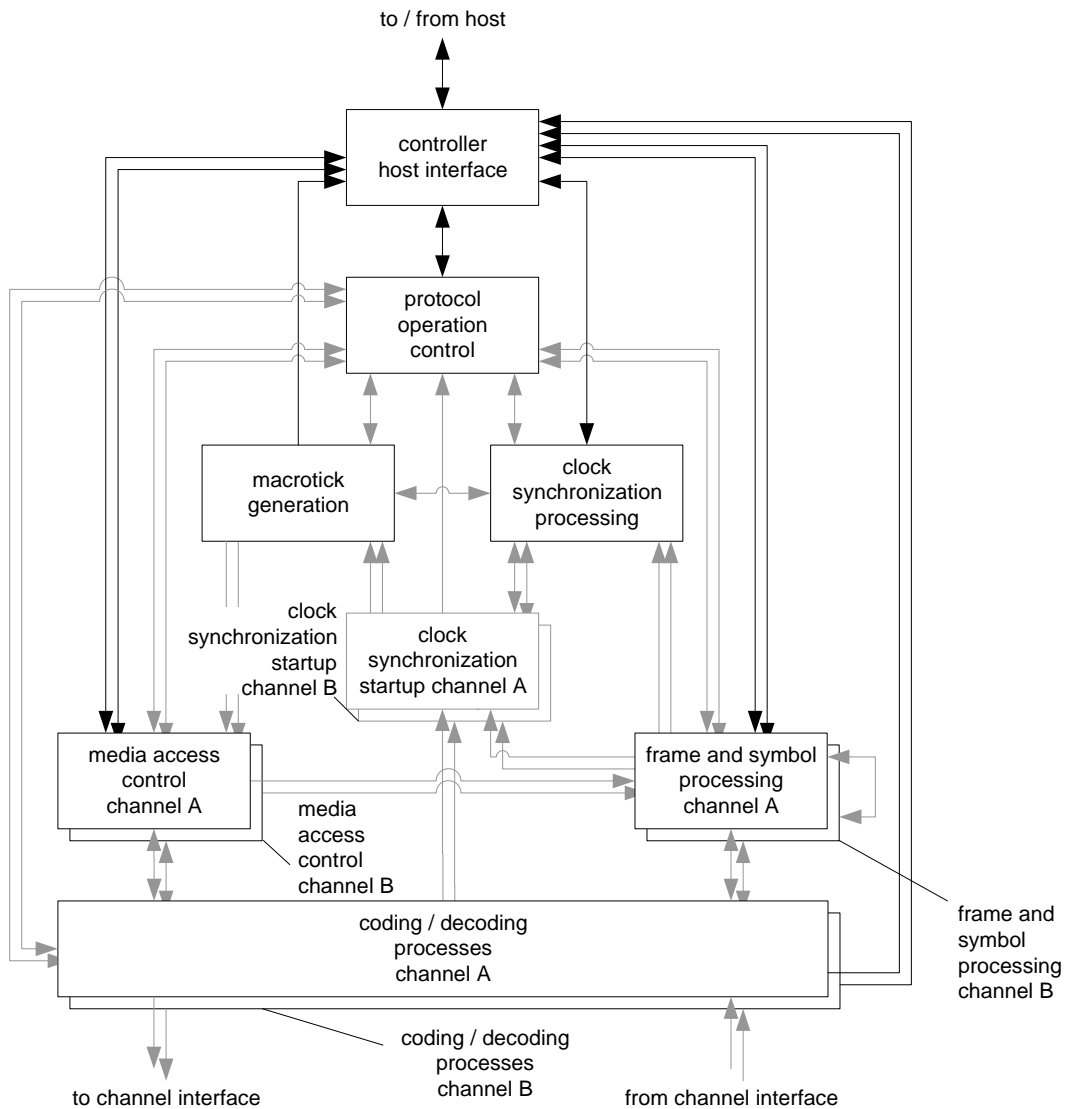 to / from host
controller
host interface
protocol
operation
control
macrotick
generation
clock
synchronization
processing
clock
synchronization
startup
channel B
clock
synchronization
startup channel A
media access
control
channel A
frame and symbol
processing
channel A
media
access
control
channel B
frame and
symbol
processing
channel B
coding / decoding
processes
channel A
coding / decoding
processes
channel B
to channel interface
from channel interface